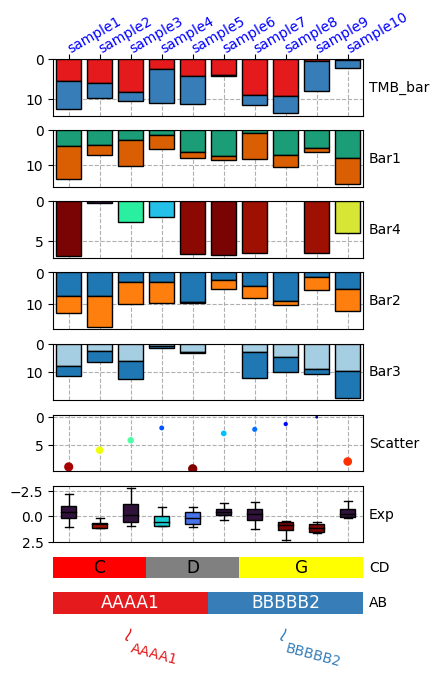 sample1 sample2 sample3 sample4 sample5 sample6 sample7 sample8 sample9 sample10
0
10
TMB_bar
0
10
Bar1
0
5
Bar4
0
10
Bar2
0
10
Bar3
0
5
Scatter
−2.5
0.0
2.5
Exp
C D G CD
AAAA1 BBBBB2 AB
AAAA1 BBBBB2